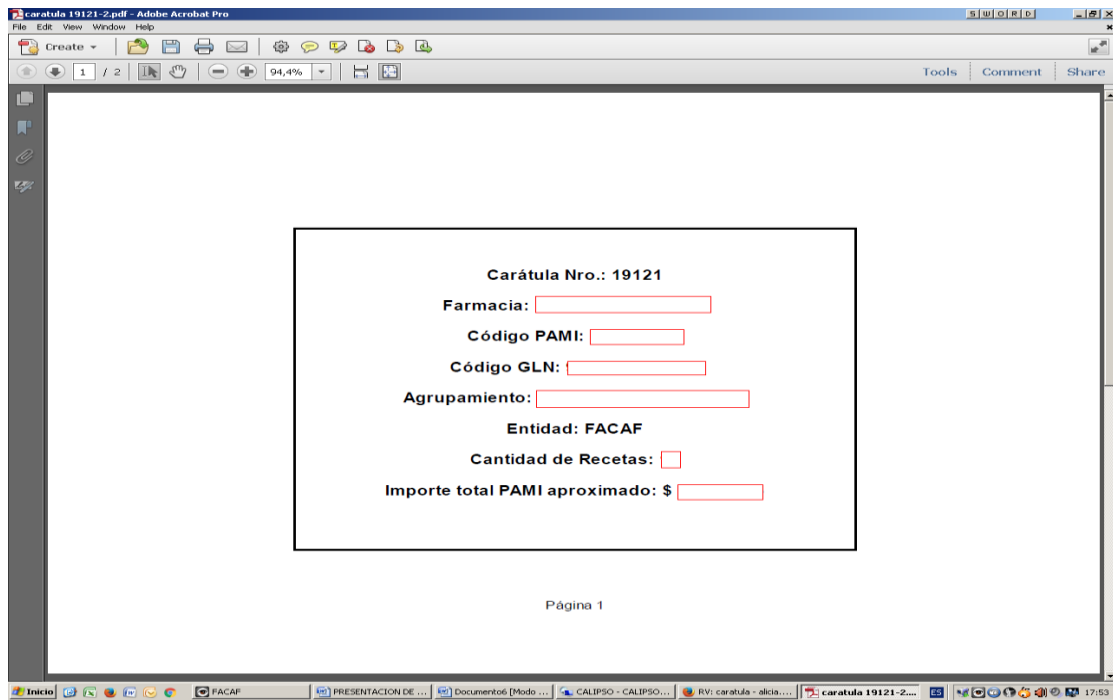 caratula 19121-2.pdf - Adobe Acrobat Pro
S W O R D
File Edit View Window Help
Create
1 / 2
94,4%
Tools Comment Share
Carátula Nro.: 19121
Farmacia:
Código PAMI:
Código GLN:
Agrupamiento:
Entidad: FACAF
Cantidad de Recetas:
Importe total PAMI aproximado: $
Página 1
Inicio
FACAF
PRESENTACION DE ...
Documento6 [Modo ...
CALIPSO - CALIPSO...
RV: caratula - alicia....
caratula 19121-2....
ES
17:53